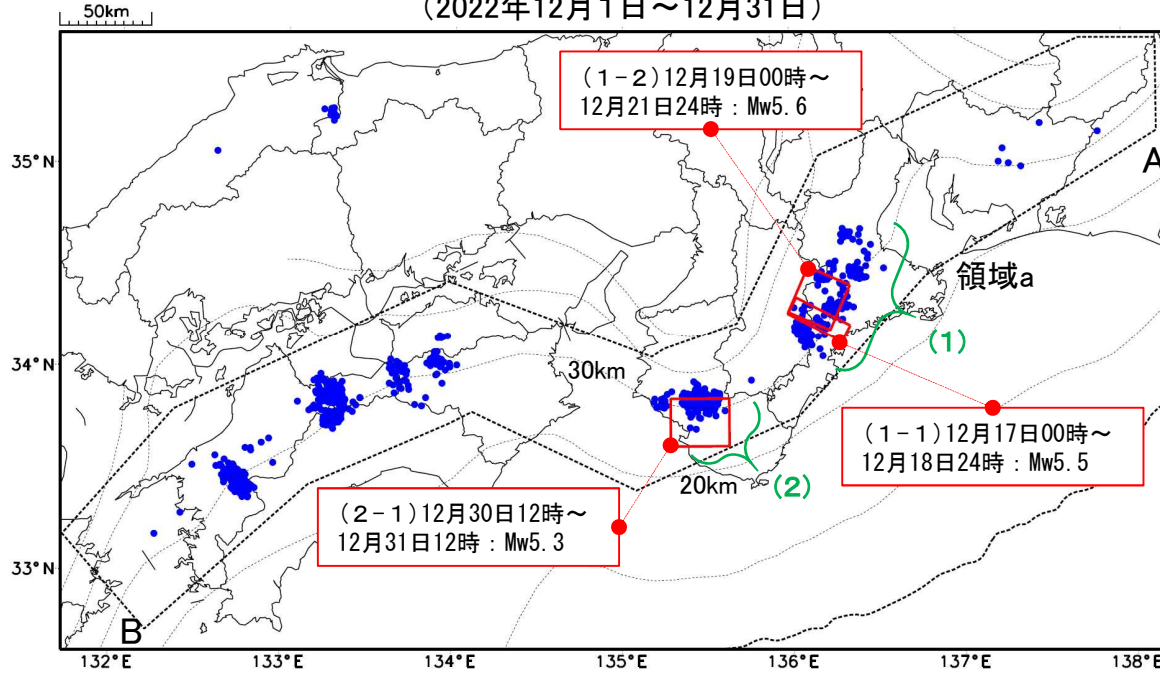 50km
(2022年12月1日～12月31日)
(1-2)12月19日00時～
12月21日24時：Mw5.6
35°N
A
領域a
(1)
34°N
30km
(1-1)12月17日00時～
12月18日24時：Mw5.5
20km
(2)
(2-1)12月30日12時～
12月31日12時：Mw5.3
33°N
B
132°E
133°E
134°E
135°E
136°E
137°E
138°E